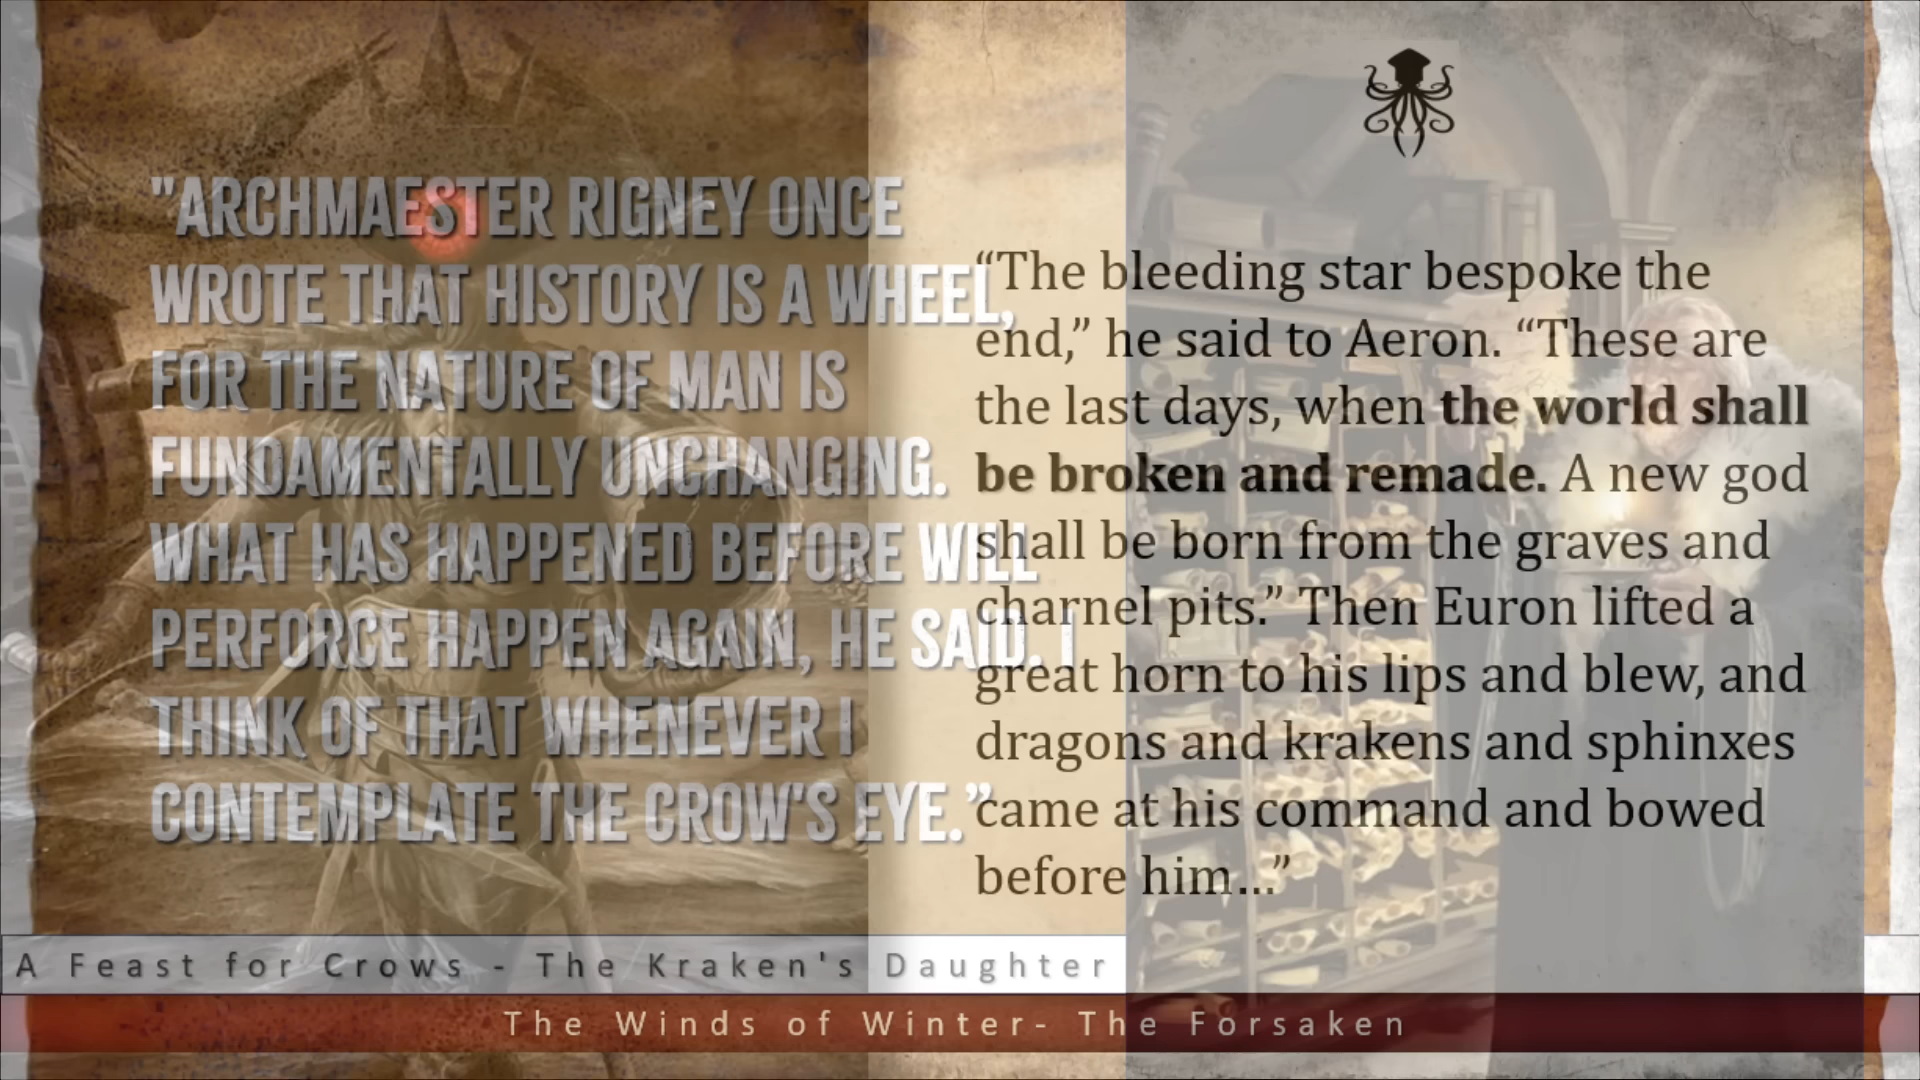 "ARCHMAESTER RIGNEY ONCE
WROTE THAT HISTORY IS A WHEEL,
FOR THE NATURE OF MAN IS
FUNDAMENTALLY UNCHANGING.
WHAT HAS HAPPENED BEFORE WILL
PERFORCE HAPPEN AGAIN, HE SAID. I
THINK OF THAT WHENEVER I
CONTEMPLATE THE CROW'S EYE.”
“The bleeding star bespoke the
end,” he said to Aeron. “These are
the last days, when the world shall
be broken and remade. A new god
shall be born from the graves and
charnel pits.” Then Euron lifted a
great horn to his lips and blew, and
dragons and krakens and sphinxes
came at his command and bowed
before him...”
A Feast for Crows - The Kraken's Daughter
The Winds of Winter- The Forsaken